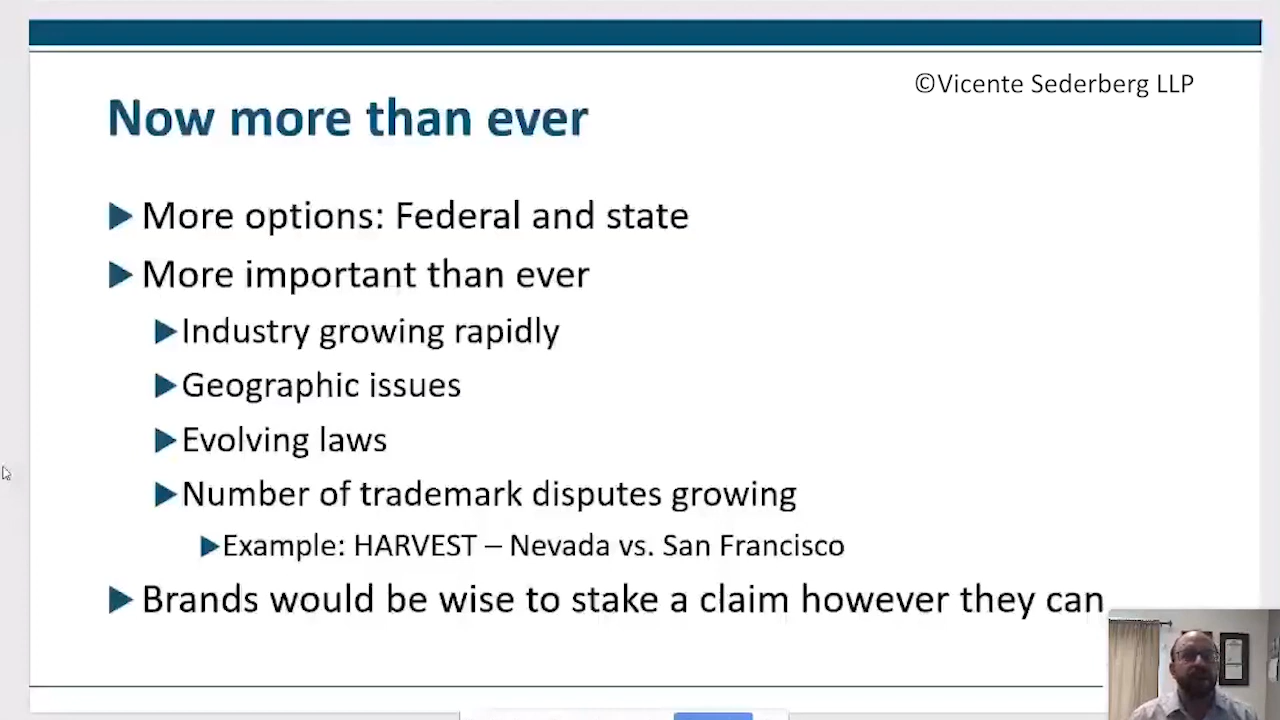 ©Vicente Sederberg LLP
Now more than ever
More options: Federal and state
More important than ever
Industry growing rapidly
Geographic issues
Evolving laws
Number of trademark disputes growing
Example: HARVEST – Nevada vs. San Francisco
Brands would be wise to stake a claim however they can